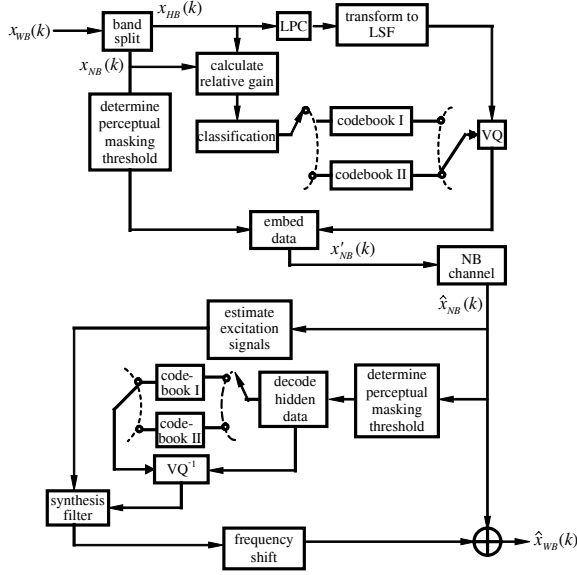 x_WB(k)
band
split
x_HB(k)
LPC
transform to
LSF
x_NB(k)
calculate
relative gain
determine
perceptual
masking
threshold
classification
codebook I
codebook II
VQ
embed
data
x'_NB(k)
NB
channel
x̂_NB(k)
estimate
excitation
signals
code-
book I
code-
book II
decode
hidden
data
determine
perceptual
masking
threshold
VQ⁻¹
synthesis
filter
frequency
shift
x̂_WB(k)